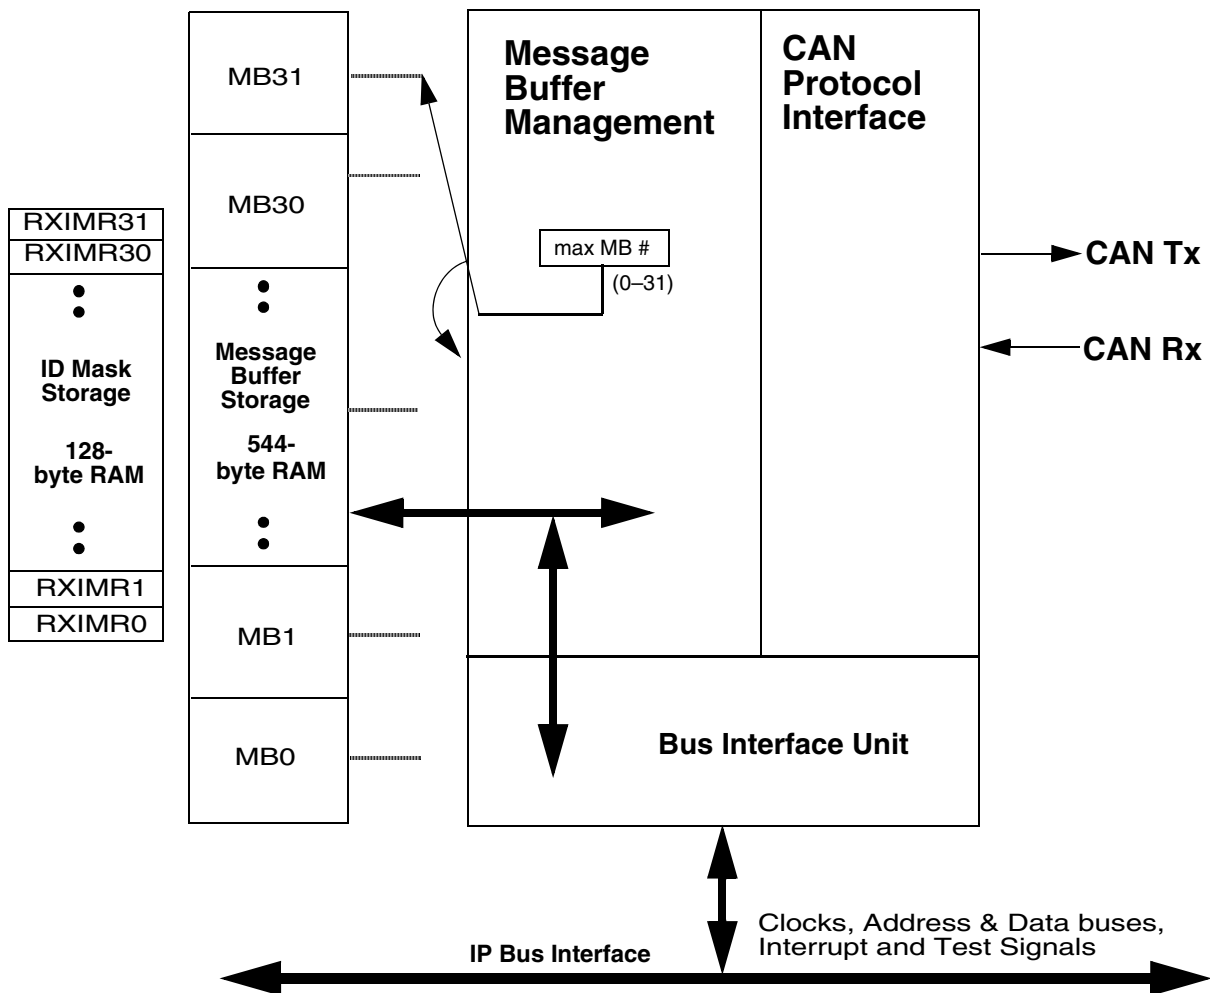 RXIMR31
RXIMR30
ID Mask
Storage
128-
byte RAM
RXIMR1
RXIMR0
MB31
MB30
Message
Buffer
Storage
544-
byte RAM
MB1
MB0
Message
Buffer
Management
max MB #
(0–31)
CAN
Protocol
Interface
CAN Tx
CAN Rx
Bus Interface Unit
Clocks, Address & Data buses,
Interrupt and Test Signals
IP Bus Interface